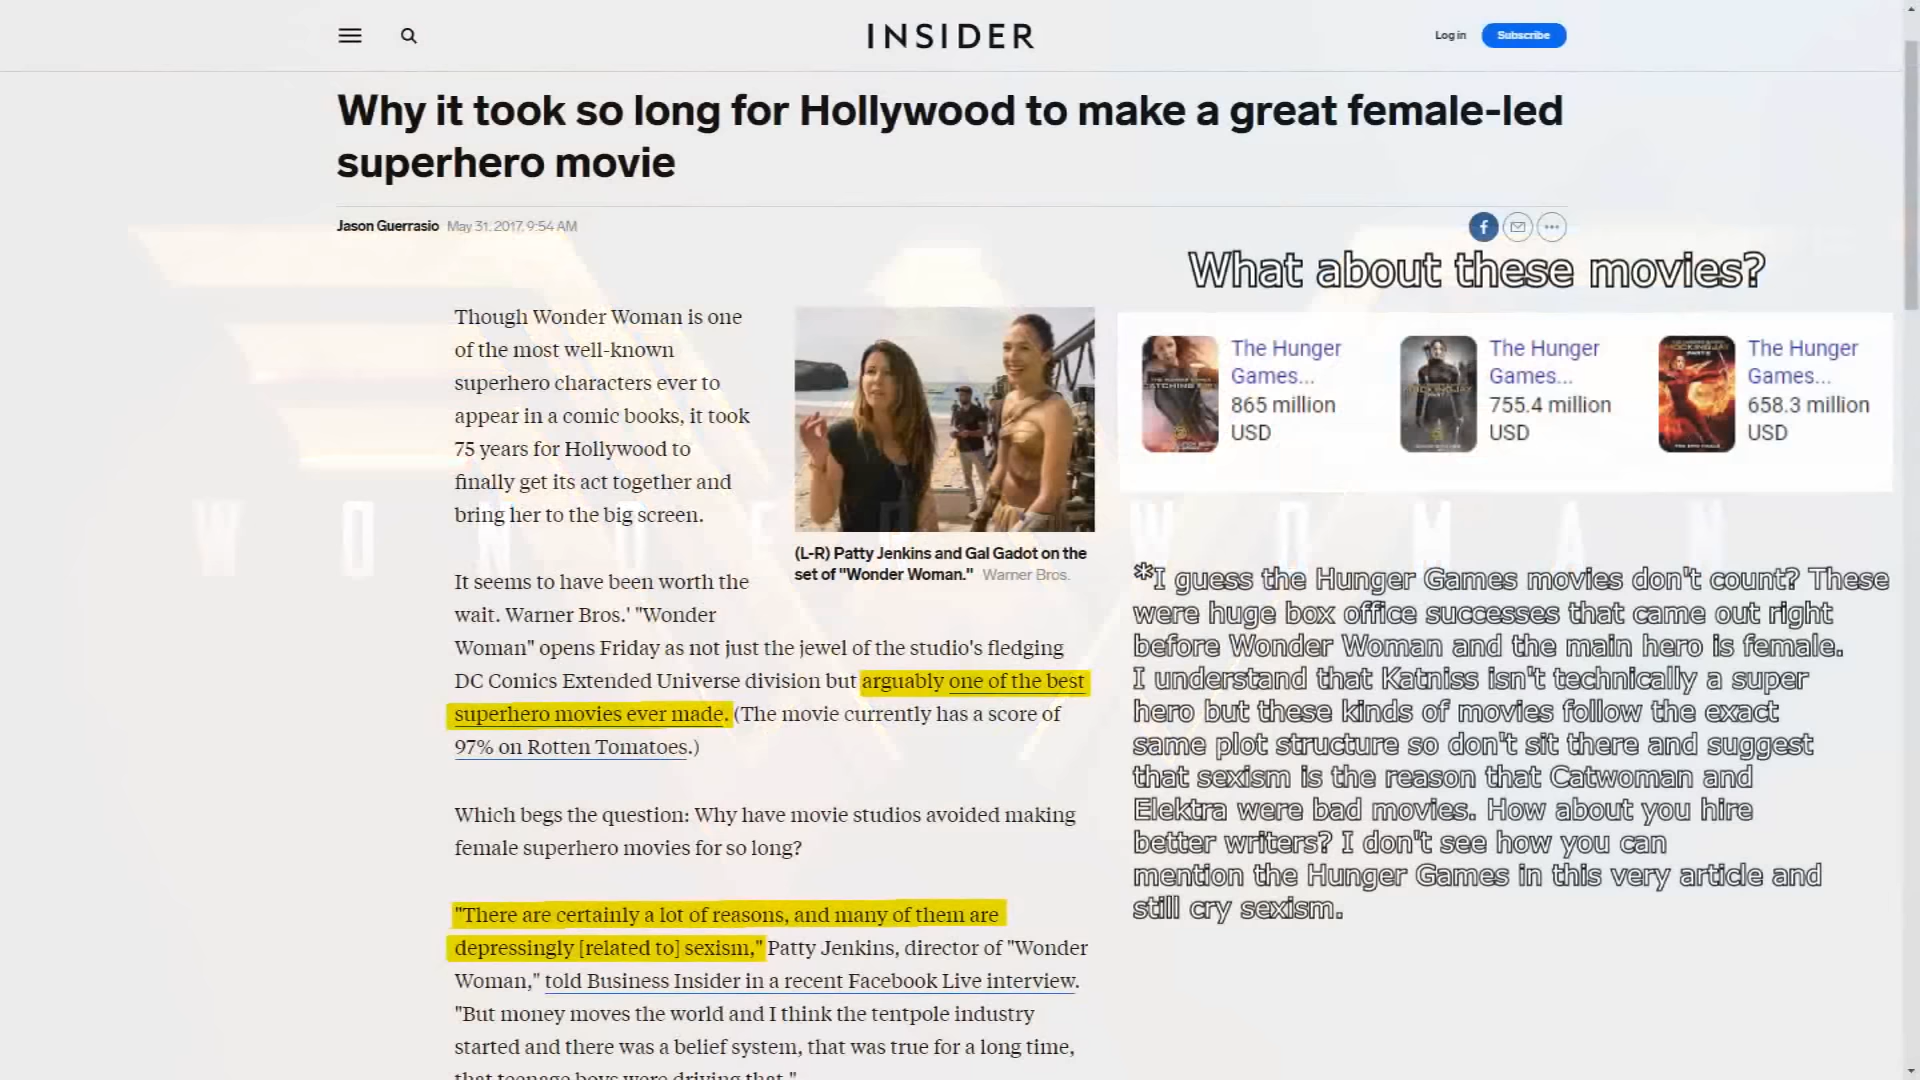 INSIDER
Log in
Subscribe
Why it took so long for Hollywood to make a great female-led
superhero movie
Jason Guerrasio May 31, 2017, 9:54 AM
What about these movies?
Though Wonder Woman is one
of the most well-known
superhero characters ever to
appear in a comic books, it took
75 years for Hollywood to
finally get its act together and
bring her to the big screen.
(L-R) Patty Jenkins and Gal Gadot on the
set of "Wonder Woman." Warner Bros.
The Hunger
Games...
865 million
USD
The Hunger
Games...
755.4 million
USD
The Hunger
Games...
658.3 million
USD
WONDER WOMAN
It seems to have been worth the
wait. Warner Bros.' "Wonder
Woman" opens Friday as not just the jewel of the studio's fledging
DC Comics Extended Universe division but arguably one of the best
superhero movies ever made. (The movie currently has a score of
97% on Rotten Tomatoes.)
Which begs the question: Why have movie studios avoided making
female superhero movies for so long?
"There are certainly a lot of reasons, and many of them are
depressingly [related to] sexism," Patty Jenkins, director of "Wonder
Woman," told Business Insider in a recent Facebook Live interview.
"But money moves the world and I think the tentpole industry
started and there was a belief system, that was true for a long time,
that teenage boys were driving that."
*I guess the Hunger Games movies don't count? These
were huge box office successes that came out right
before Wonder Woman and the main hero is female.
I understand that Katniss isn't technically a super
hero but these kinds of movies follow the exact
same plot structure so don't sit there and suggest
that sexism is the reason that Catwoman and
Elektra were bad movies. How about you hire
better writers? I don't see how you can
mention the Hunger Games in this very article and
still cry sexism.